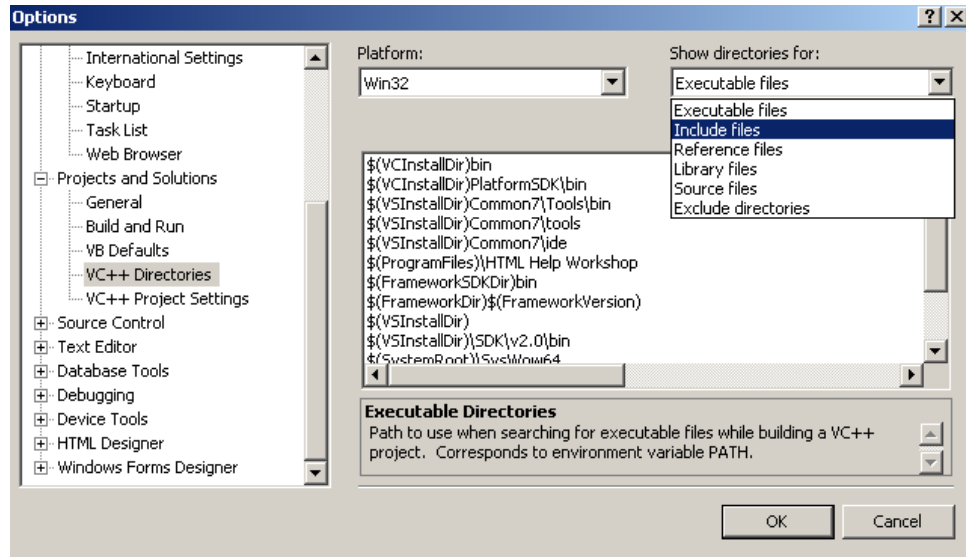 Options
International Settings
Keyboard
Startup
Task List
Web Browser
Projects and Solutions
General
Build and Run
VB Defaults
VC++ Directories
VC++ Project Settings
Source Control
Text Editor
Database Tools
Debugging
Device Tools
HTML Designer
Windows Forms Designer
Platform:
Win32
Show directories for:
Executable files
Executable files
Include files
Reference files
Library files
Source files
Exclude directories
$(VCInstallDir)bin
$(VCInstallDir)PlatformSDK\bin
$(VSInstallDir)Common7\Tools\bin
$(VSInstallDir)Common7\tools
$(VSInstallDir)Common7\ide
$(ProgramFiles)\HTML Help Workshop
$(FrameworkSDKDir)bin
$(FrameworkDir)$(FrameworkVersion)
$(VSInstallDir)
$(VSInstallDir)\SDK\v2.0\bin
$(SystemRoot)\SysWow64
Executable Directories
Path to use when searching for executable files while building a VC++
project.  Corresponds to environment variable PATH.
OK
Cancel